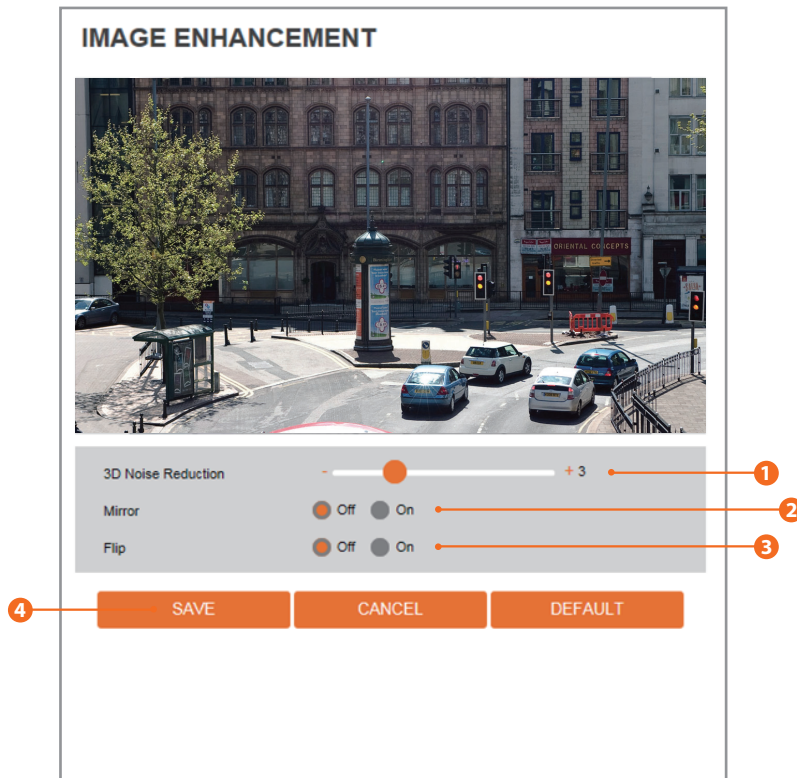 IMAGE ENHANCEMENT
ORIENTAL CONCEPTS
3D Noise Reduction - + 3 1
Mirror Off On 2
Flip Off On 3
4 SAVE CANCEL DEFAULT